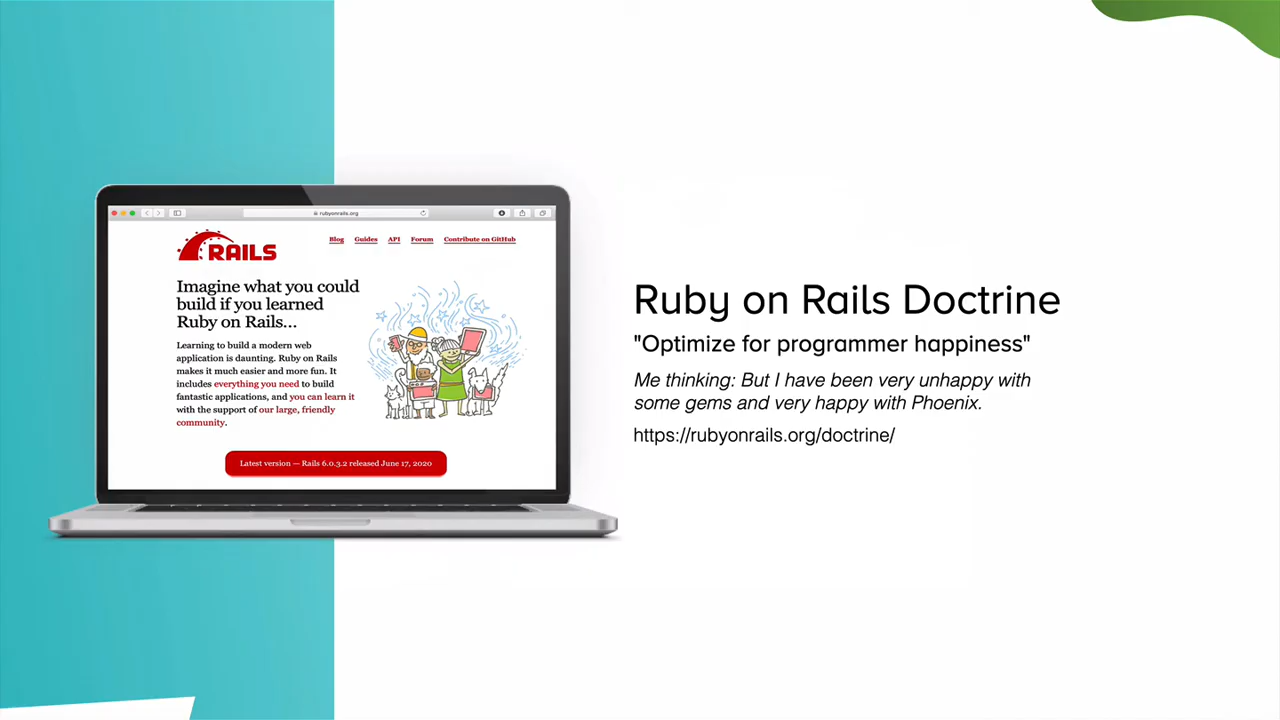 rubyonrails.org
RAILS
Blog Guides API Forum Contribute on GitHub
Imagine what you could
build if you learned
Ruby on Rails...
Learning to build a modern web
application is daunting. Ruby on Rails
makes it much easier and more fun. It
includes everything you need to build
fantastic applications, and you can learn it
with the support of our large, friendly
community.
Latest version — Rails 6.0.3.2 released June 17, 2020
Ruby on Rails Doctrine
"Optimize for programmer happiness"
Me thinking: But I have been very unhappy with
some gems and very happy with Phoenix.
https://rubyonrails.org/doctrine/